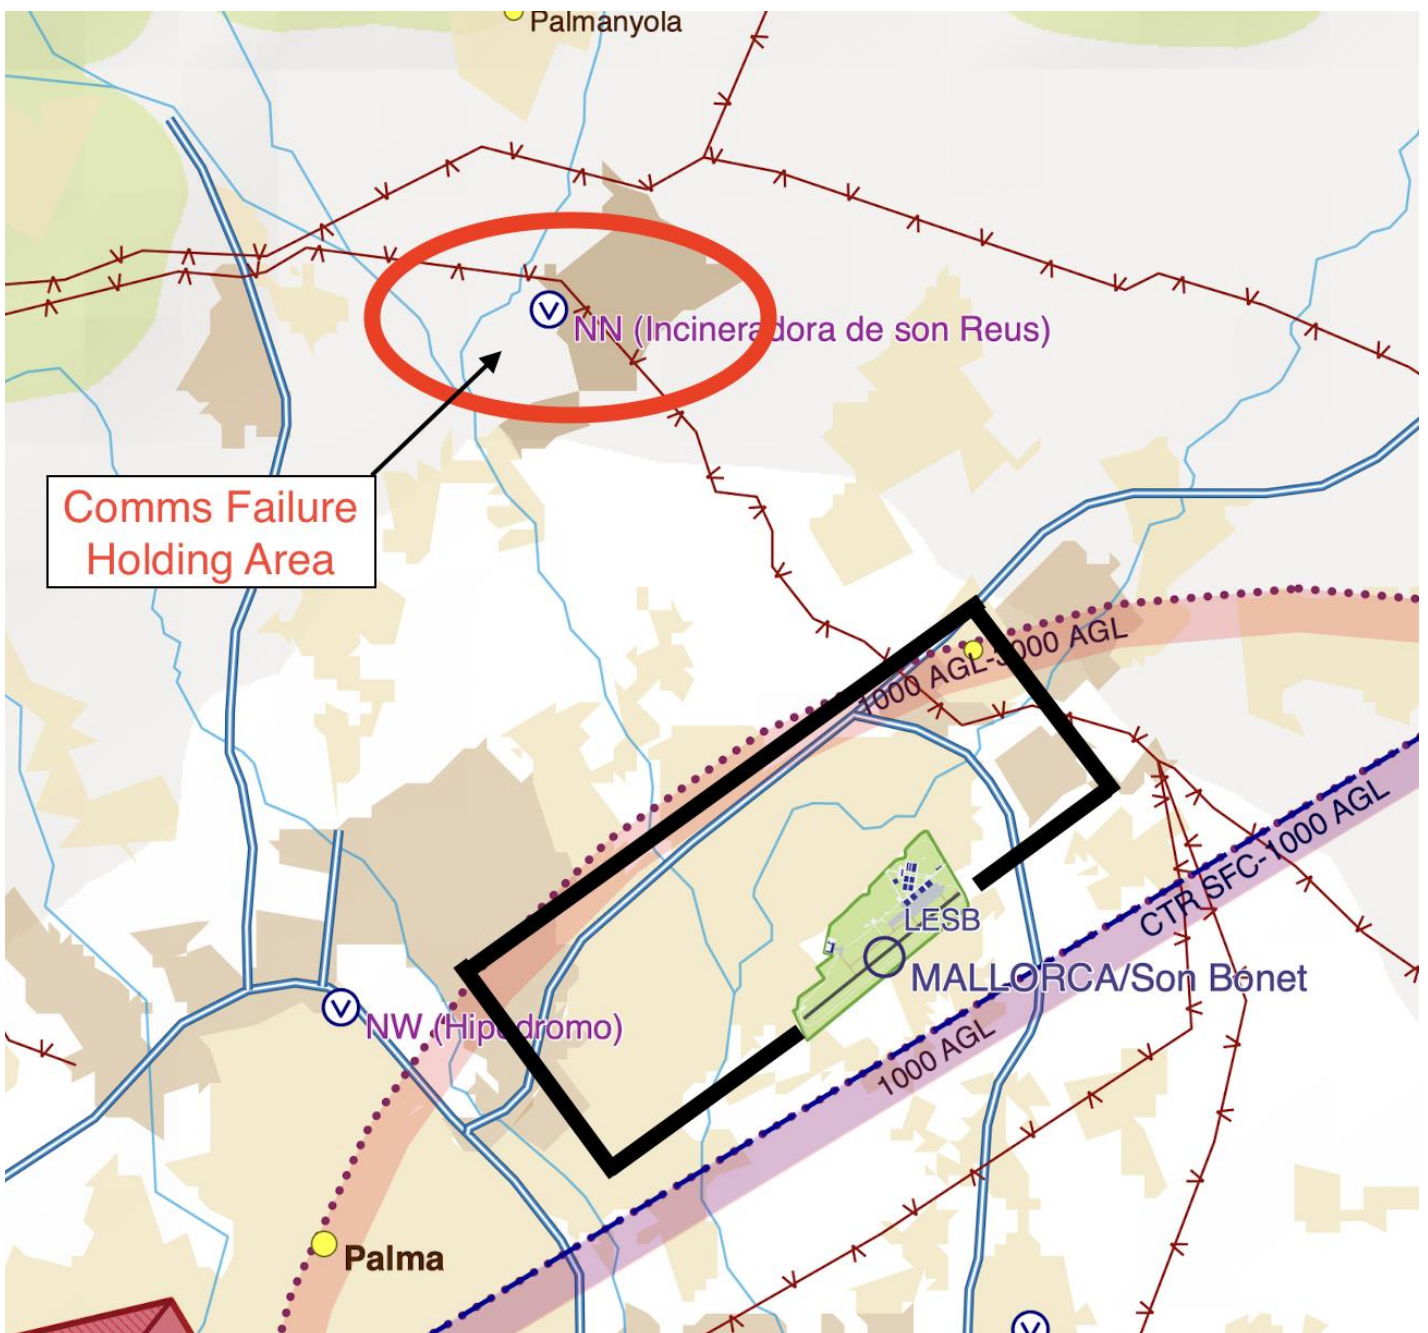 Palmanyola
NN (Incineradora de son Reus)
Comms Failure
Holding Area
1000 AGL-3000 AGL
CTR SFC-1000 AGL
LESB
MALLORCA/Son Bonet
NW (Hipodromo)
1000 AGL
Palma